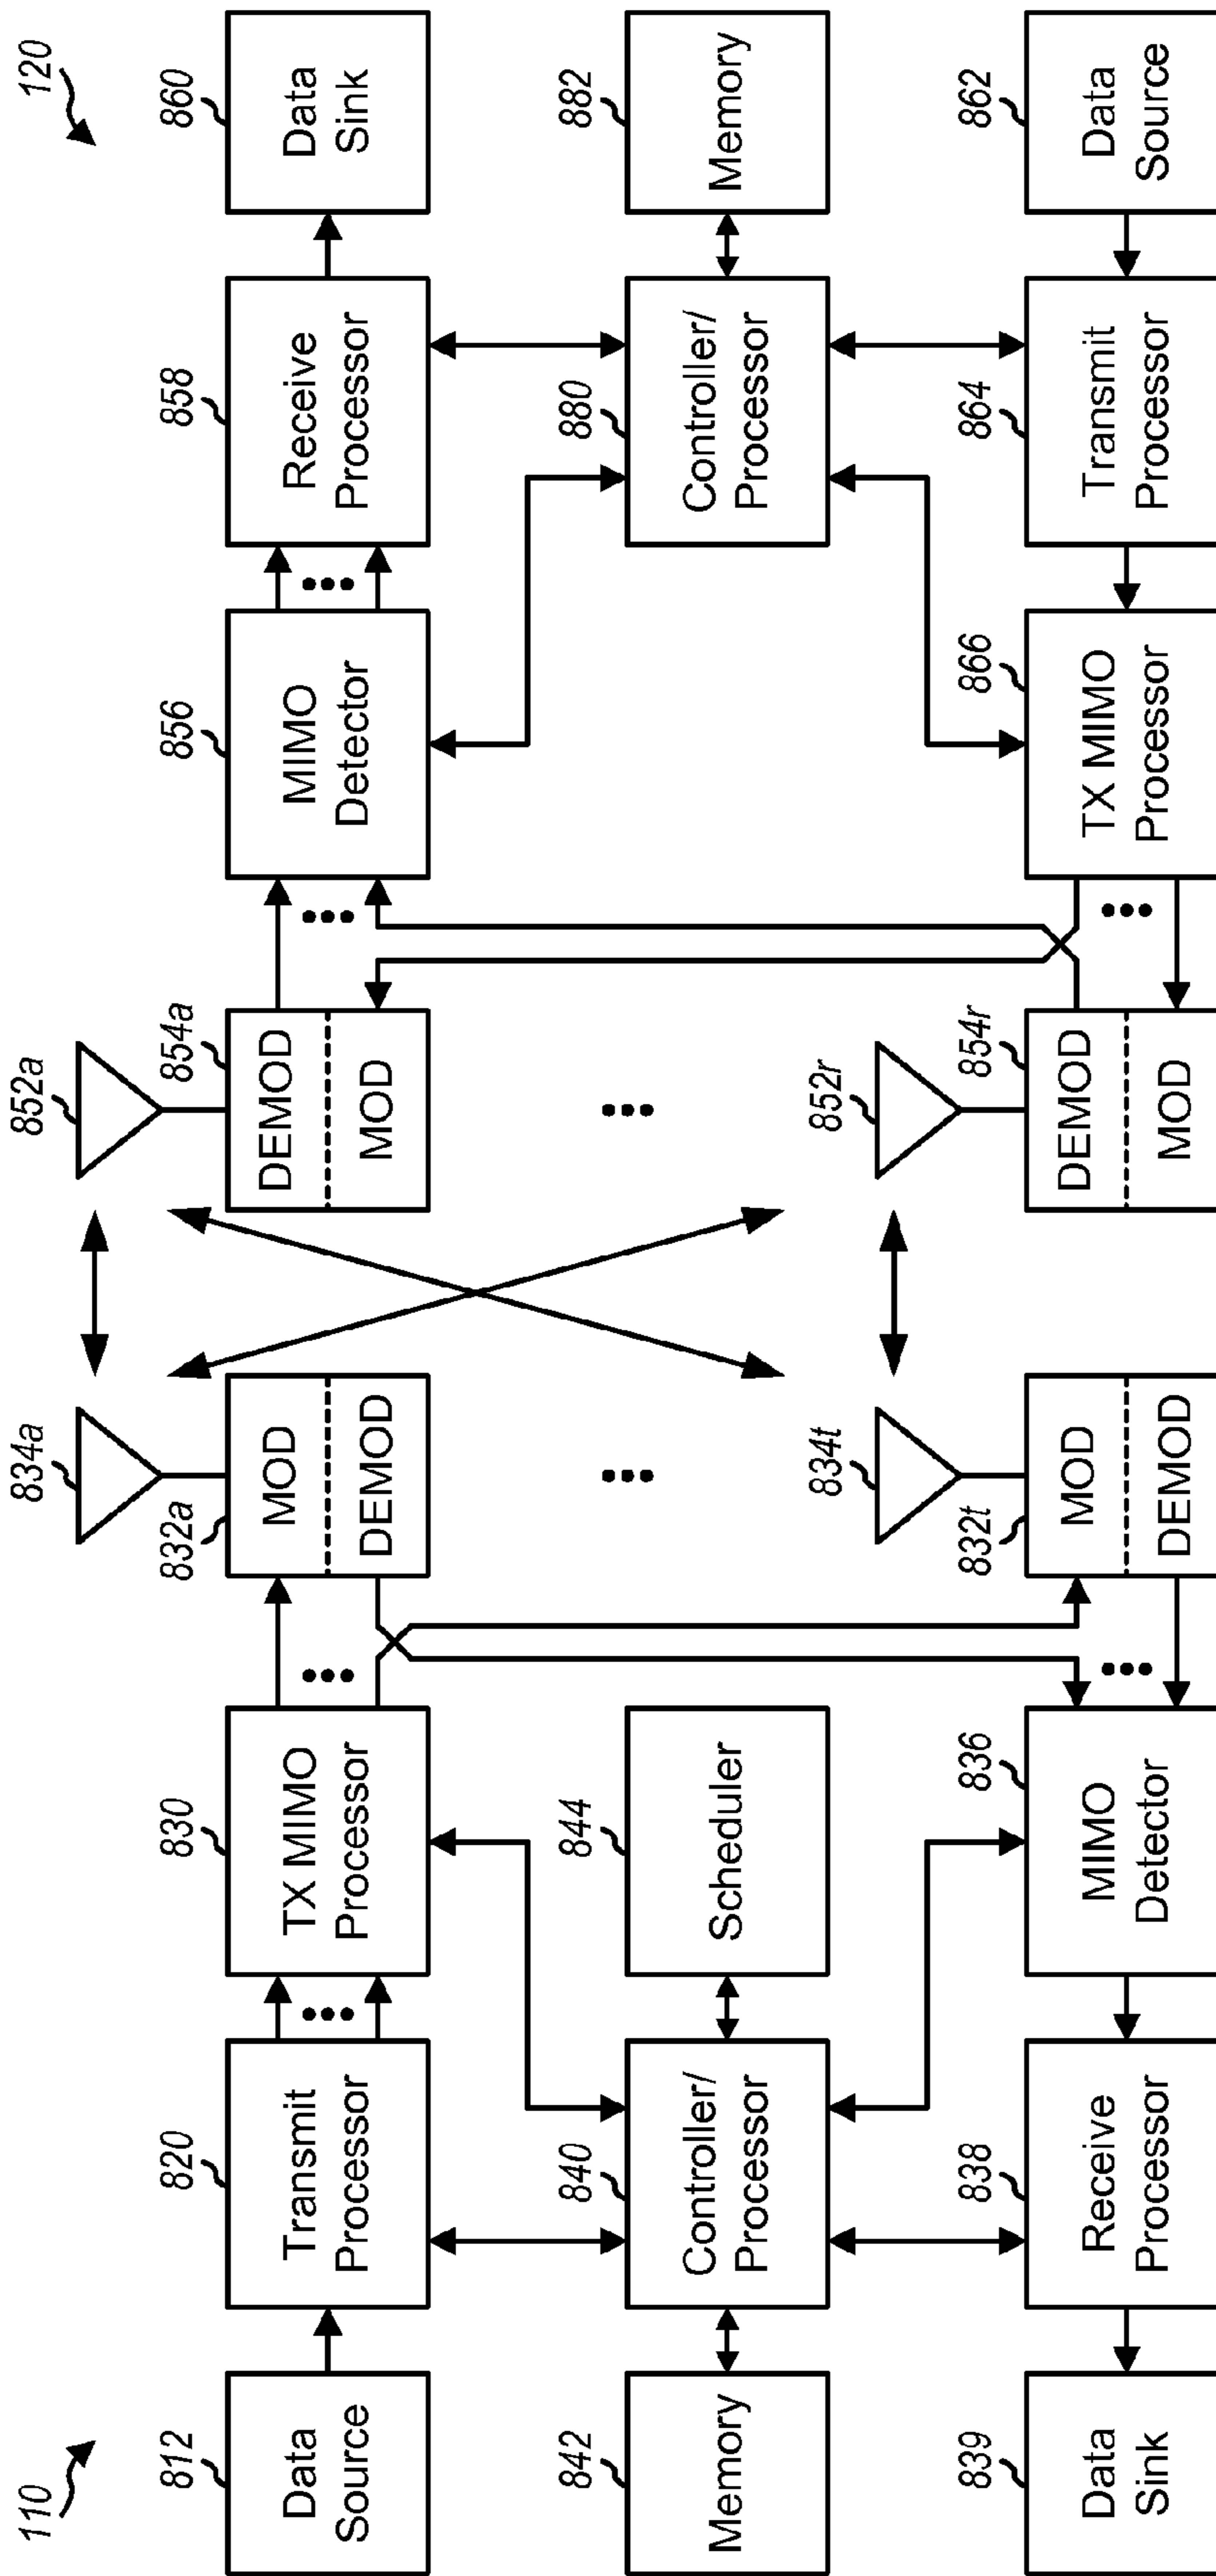 110
120
834a
852a
812
820
830
832a
854a
856
858
860
Data
Source
Transmit
Processor
TX MIMO
Processor
MOD
DEMOD
DEMOD
MOD
MIMO
Detector
Receive
Processor
Data
Sink
842
840
844
880
882
Memory
Controller/
Processor
Scheduler
Controller/
Processor
Memory
834t
852r
839
838
836
832t
854r
866
864
862
Data
Sink
Receive
Processor
MIMO
Detector
MOD
DEMOD
DEMOD
MOD
TX MIMO
Processor
Transmit
Processor
Data
Source